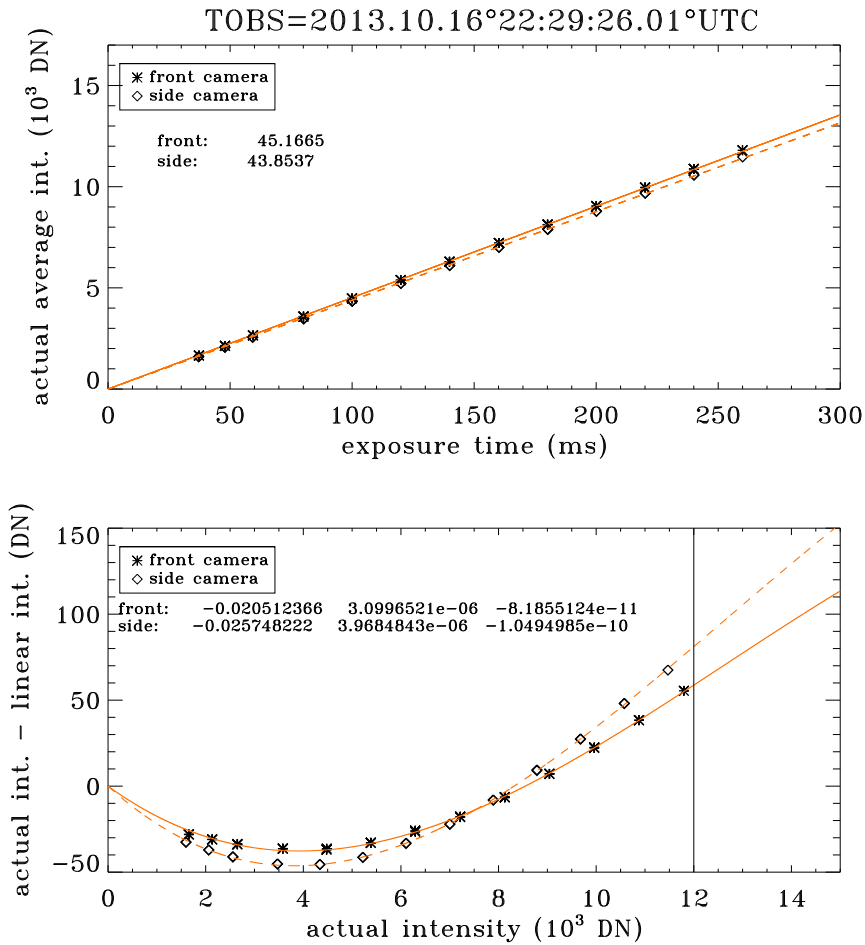 TOBS=2013.10.16°22:29:26.01°UTC
actual average int. (10³ DN)
15
10
5
0
front camera
side camera
front: 45.1665
side: 43.8537
0 50 100 150 200 250 300
exposure time (ms)
actual int. − linear int. (DN)
150
100
50
0
−50
front camera
side camera
front: −0.020512366 3.0996521e−06 −8.1855124e−11
side: −0.025748222 3.9684843e−06 −1.0494985e−10
0 2 4 6 8 10 12 14
actual intensity (10³ DN)